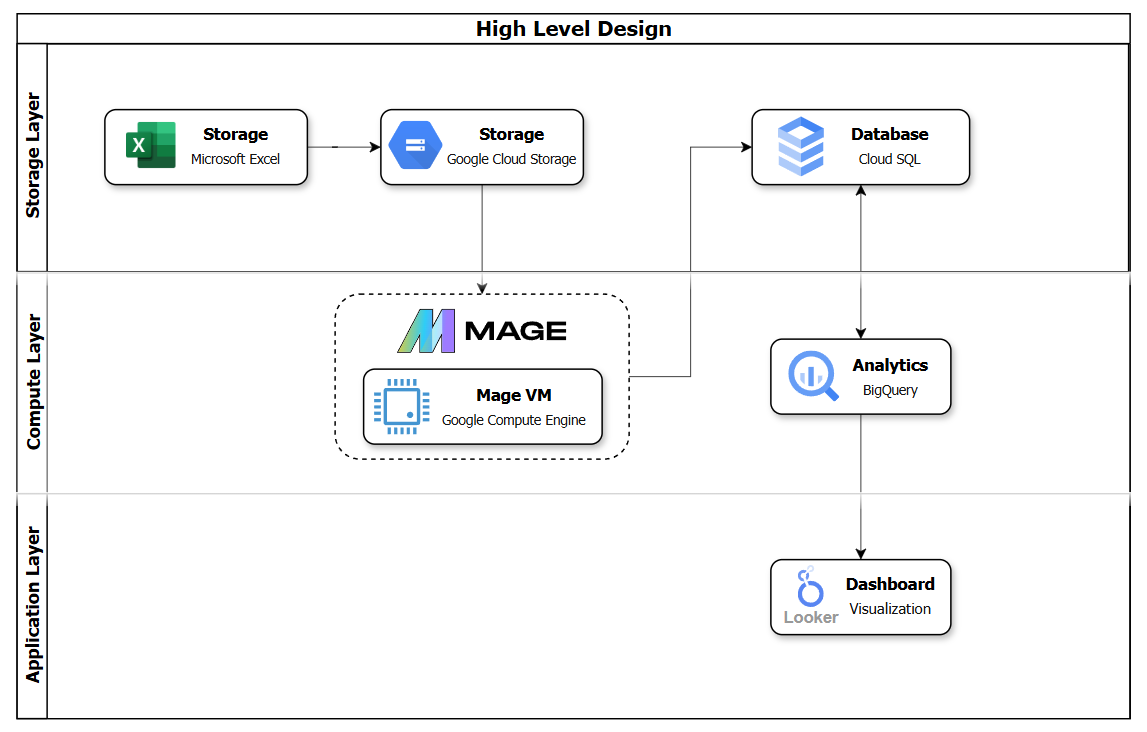 High Level Design
Storage Layer
X
Storage
Microsoft Excel
Storage
Google Cloud Storage
Database
Cloud SQL
Compute Layer
MAGE
Mage VM
Google Compute Engine
Analytics
BigQuery
Application Layer
Looker
Dashboard
Visualization